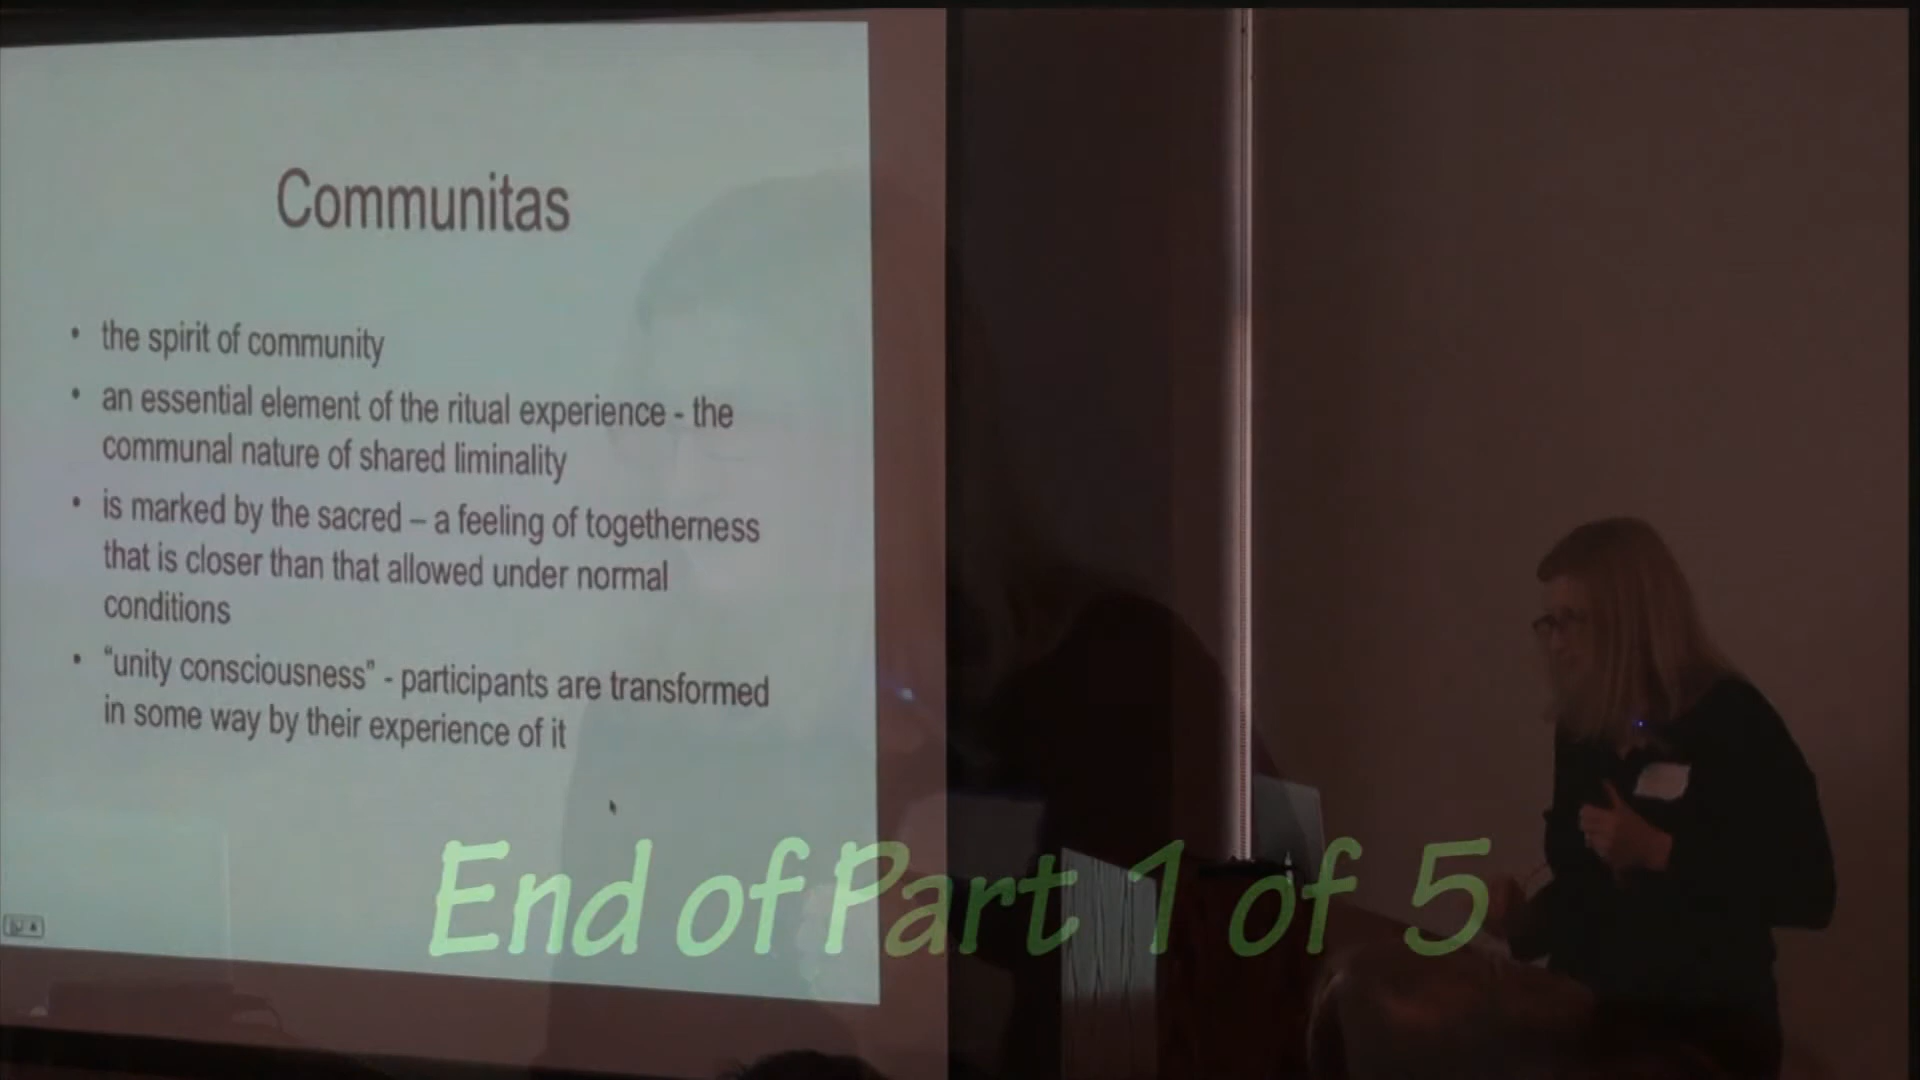 Communitas
• the spirit of community
• an essential element of the ritual experience - the
communal nature of shared liminality
• is marked by the sacred – a feeling of togetherness
that is closer than that allowed under normal
conditions
• “unity consciousness” - participants are transformed
in some way by their experience of it
End of Part 1 of 5